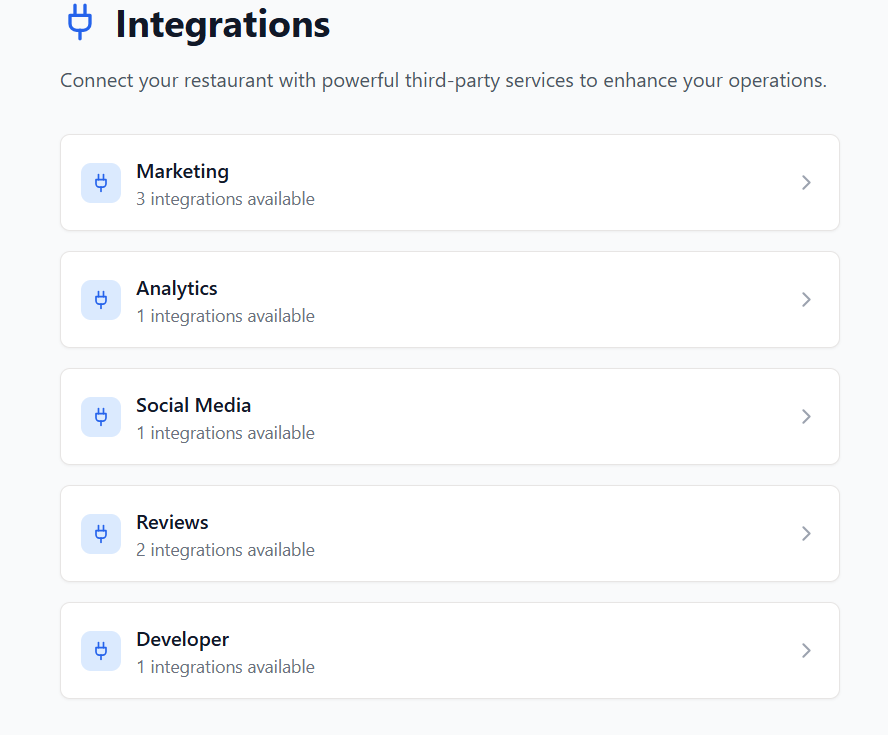 Integrations
Connect your restaurant with powerful third-party services to enhance your operations.
Marketing
3 integrations available
Analytics
1 integrations available
Social Media
1 integrations available
Reviews
2 integrations available
Developer
1 integrations available